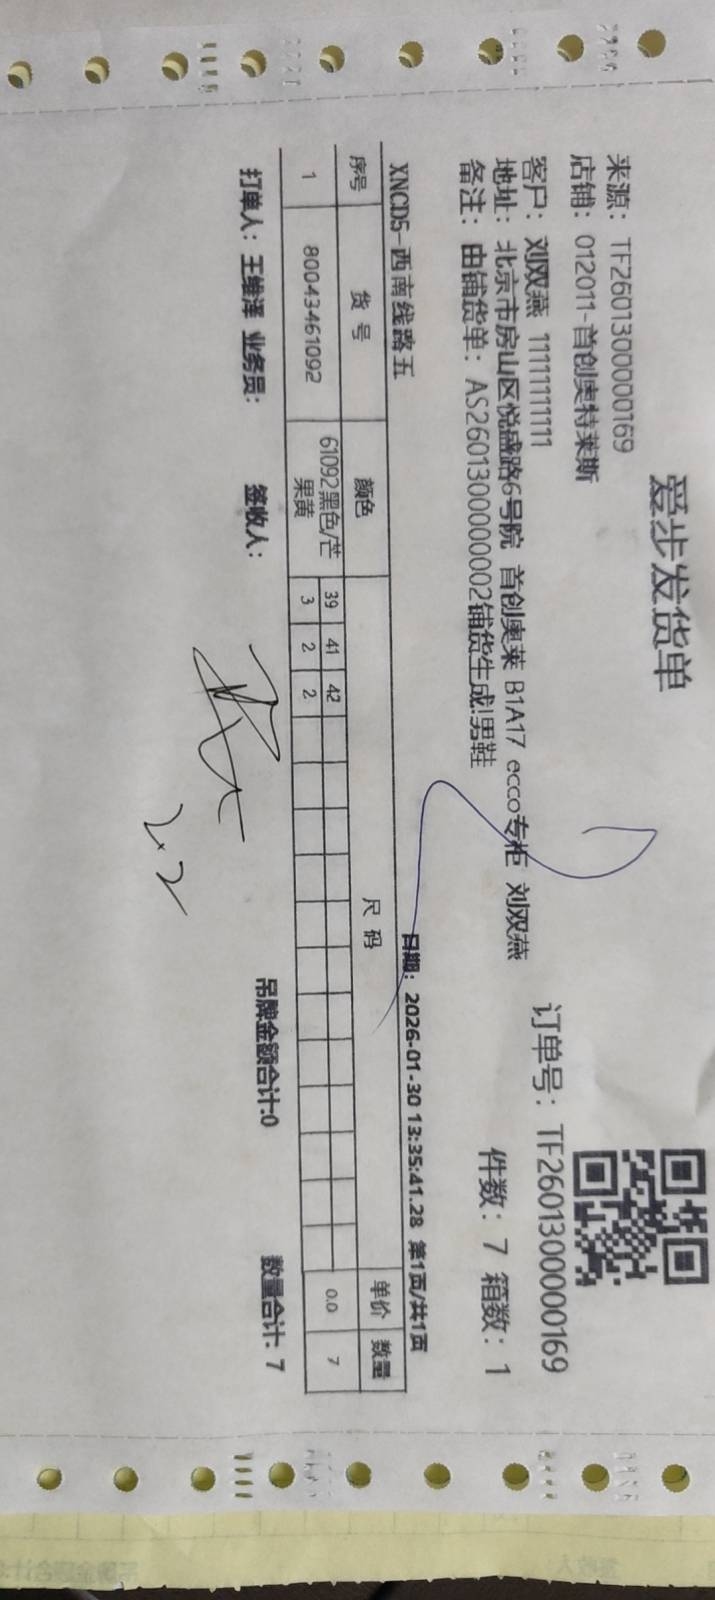 爱步发货单
来源：TF2601300000169
店铺：012011-首创奥特莱斯
订单号：TF2601300000169
客户：刘双燕 11111111111
地址：北京市房山区悦盛路6号院 首创奥莱 B1A17 ecco专柜 刘双燕
件数：7 箱数：1
备注：由铺货单：AS2601300000002铺货生成!男鞋
XNCD5-西南线路五
日期：2026-01-30 13:35:41.28 第1页/共1页
序号 货号 颜色 尺码 单价 数量
1 80043461092 61092黑色/芒果黄 39 41 42 0.0 7
3 2 2
打单人：王维泽 业务员： 签收人： 吊牌金额合计:0 数量合计: 7
2.2